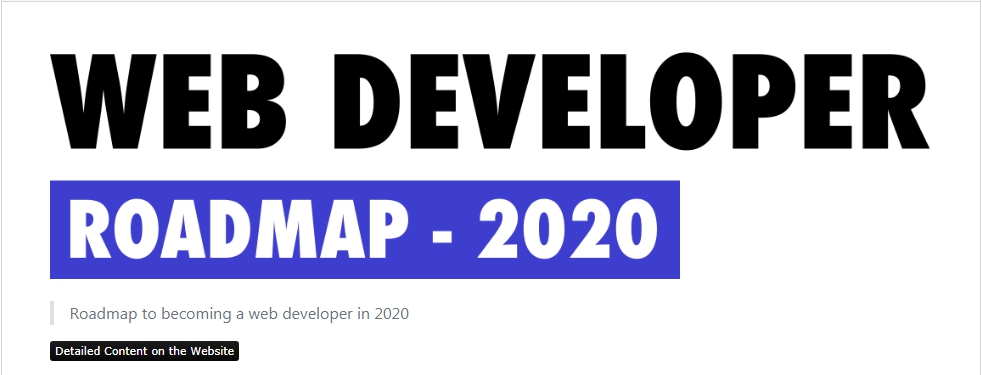 WEB DEVELOPER
ROADMAP - 2020
Roadmap to becoming a web developer in 2020
Detailed Content on the Website